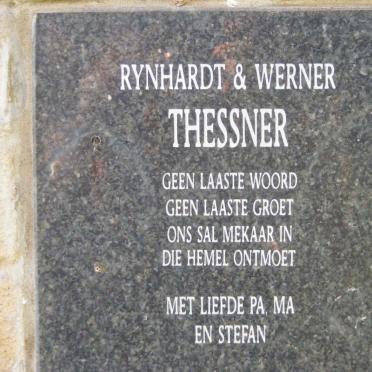 RYNHARDT & WERNER
THESSNER
GEEN LAASTE WOORD
GEEN LAASTE GROET
ONS SAL MEKAAR IN
DIE HEMEL ONTMOET
MET LIEFDE PA, MA
EN STEFAN